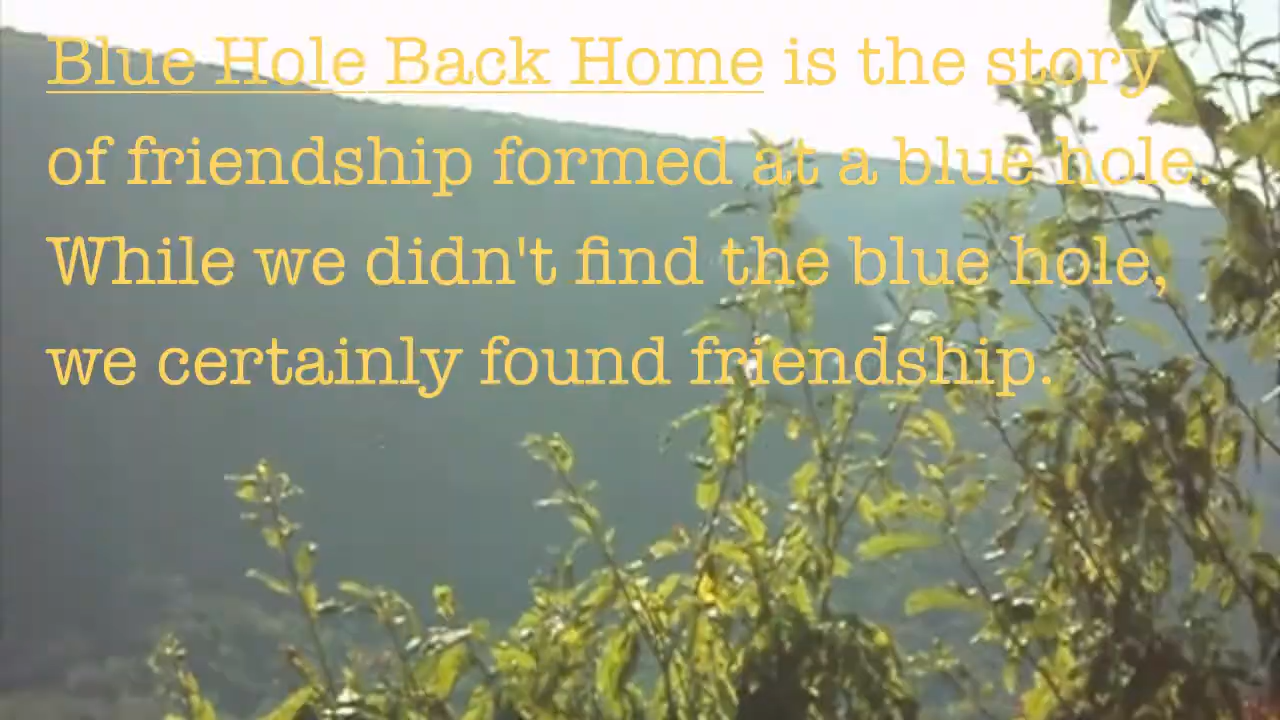 Blue Hole Back Home is the story
of friendship formed at a blue hole.
While we didn't find the blue hole,
we certainly found friendship.